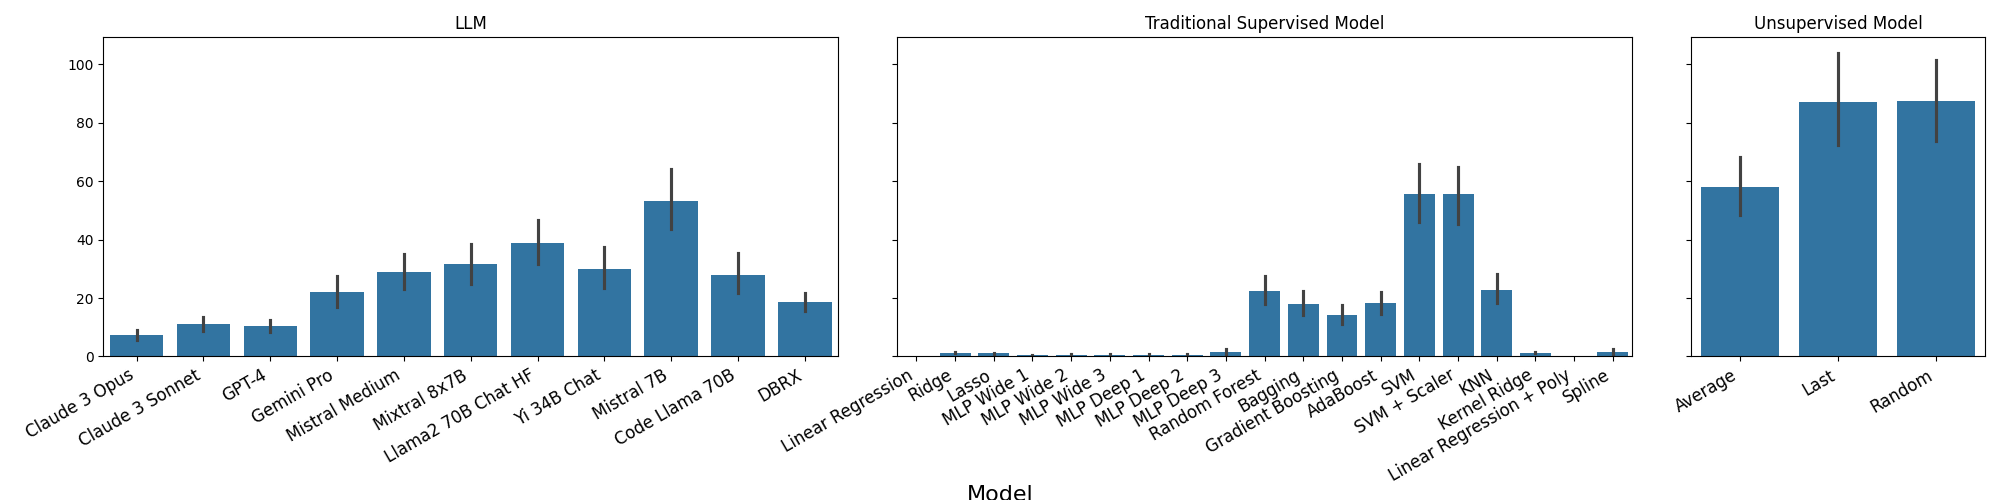 LLM
Traditional Supervised Model
Unsupervised Model
100
80
60
40
20
0
Claude 3 Opus
Claude 3 Sonnet
GPT-4
Gemini Pro
Mistral Medium
Mixtral 8x7B
Llama2 70B Chat HF
Yi 34B Chat
Mistral 7B
Code Llama 70B
DBRX
Linear Regression
Ridge
Lasso
MLP Wide 1
MLP Wide 2
MLP Wide 3
MLP Deep 1
MLP Deep 2
MLP Deep 3
Random Forest
Bagging
Gradient Boosting
AdaBoost
SVM
SVM + Scaler
KNN
Kernel Ridge
Linear Regression + Poly
Spline
Average
Last
Random
Model